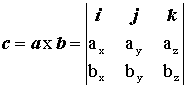 i j k
c = a x b = | a_x a_y a_z |
b_x b_y b_z